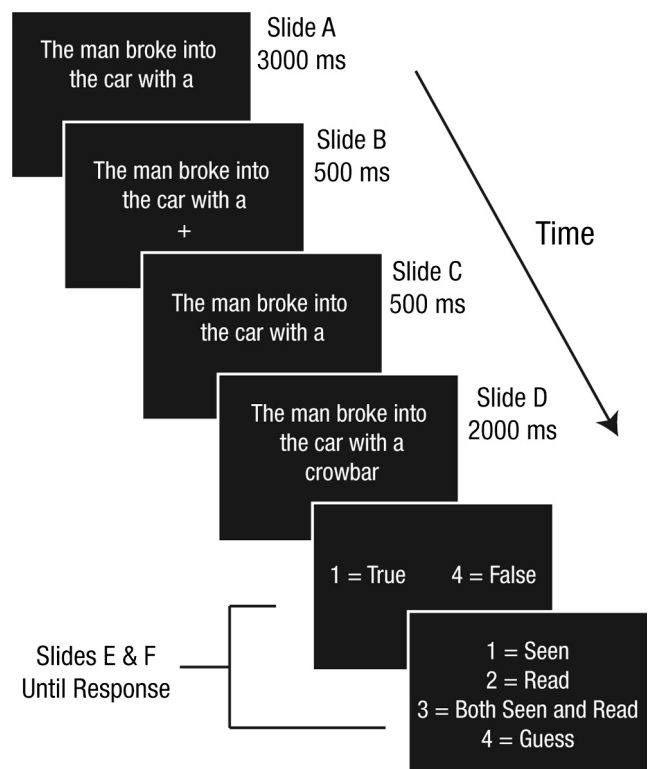 The man broke into
the car with a
Slide A
3000 ms
The man broke into
the car with a
+
Slide B
500 ms
Time
The man broke into
the car with a
Slide C
500 ms
The man broke into
the car with a
crowbar
Slide D
2000 ms
1 = True 4 = False
Slides E & F
Until Response
1 = Seen
2 = Read
3 = Both Seen and Read
4 = Guess